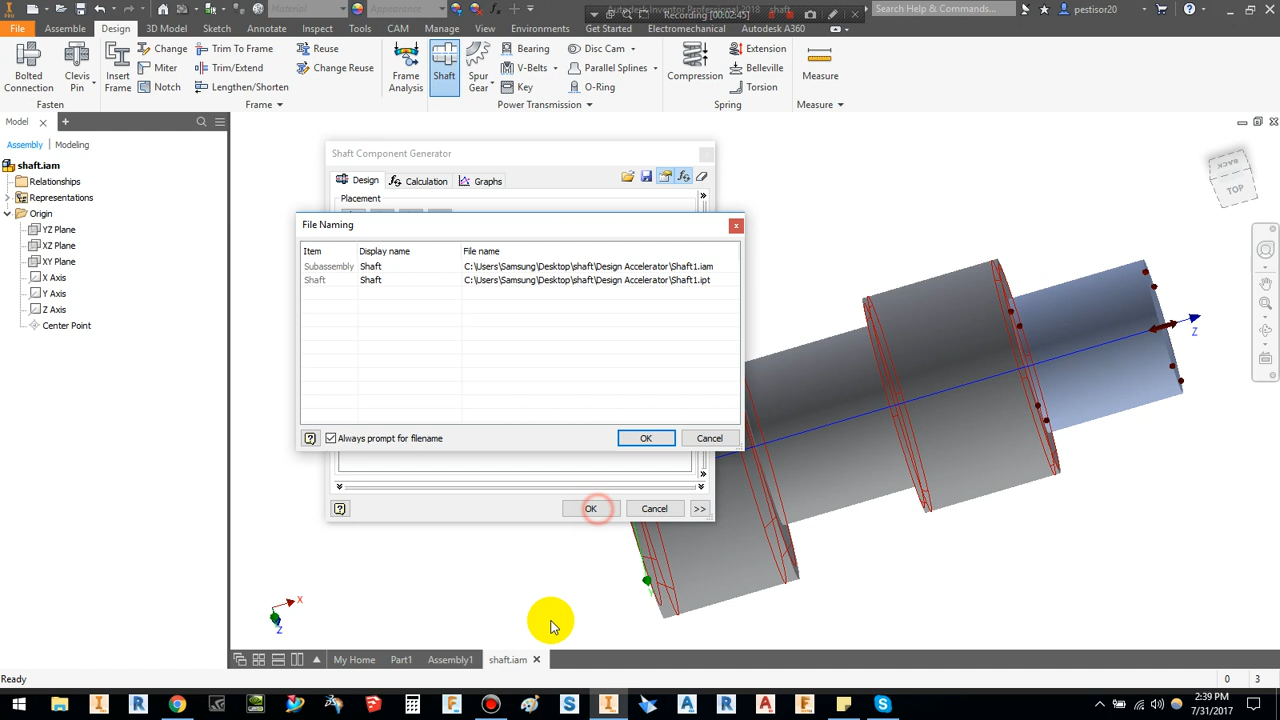 Autodesk Inventor Professional 2018 shaft
Recording [00:02:45]
Material
Appearance
Search Help & Commands...
pestisor20
File Assembly Design 3D Model Sketch Annotate Inspect Tools CAM Manage View Environments Get Started Electromechanical Autodesk A360
Bolted Connection
Clevis Pin
Fasten
Insert Frame
Change
Miter
Notch
Trim To Frame
Trim/Extend
Lengthen/Shorten
Reuse
Change Reuse
Frame
Frame Analysis
Shaft
Spur Gear
Bearing
V-Belts
Key
Disc Cam
Parallel Splines
O-Ring
Power Transmission
Compression
Extension
Belleville
Torsion
Spring
Measure
Measure
Model
Assembly Modeling
shaft.iam
Relationships
Representations
Origin
YZ Plane
XZ Plane
XY Plane
X Axis
Y Axis
Z Axis
Center Point
Shaft Component Generator
Design Calculation Graphs
Placement
File Naming
Item Display name File name
Subassembly Shaft C:\Users\Samsung\Desktop\shaft\Design Accelerator\Shaft1.iam
Shaft Shaft C:\Users\Samsung\Desktop\shaft\Design Accelerator\Shaft1.ipt
Always prompt for filename
OK Cancel
OK Cancel >>
BACK
TOP
Z
Y
X
Z
My Home Part1 Assembly1 shaft.iam
Ready
0 3
2:39 PM
7/31/2017